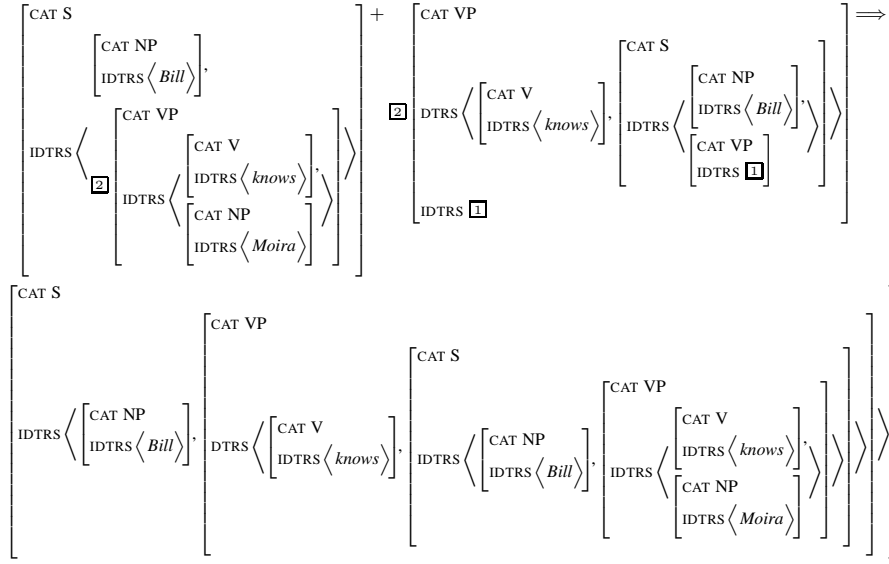 CAT S + CAT VP ⟹
CAT NP
IDTRS ⟨ Bill ⟩,
IDTRS ⟨
CAT VP
2
CAT V
IDTRS ⟨ knows ⟩,
IDTRS ⟨
CAT NP
IDTRS ⟨ Moira ⟩
2
DTRS ⟨ CAT V
IDTRS ⟨ knows ⟩,
CAT S
IDTRS ⟨
CAT NP
IDTRS ⟨ Bill ⟩,
CAT VP
IDTRS 1
IDTRS 1
CAT S
IDTRS ⟨ CAT NP
IDTRS ⟨ Bill ⟩,
CAT VP
DTRS ⟨ CAT V
IDTRS ⟨ knows ⟩,
CAT S
IDTRS ⟨ CAT NP
IDTRS ⟨ Bill ⟩,
CAT VP
IDTRS ⟨
CAT V
IDTRS ⟨ knows ⟩,
CAT NP
IDTRS ⟨ Moira ⟩